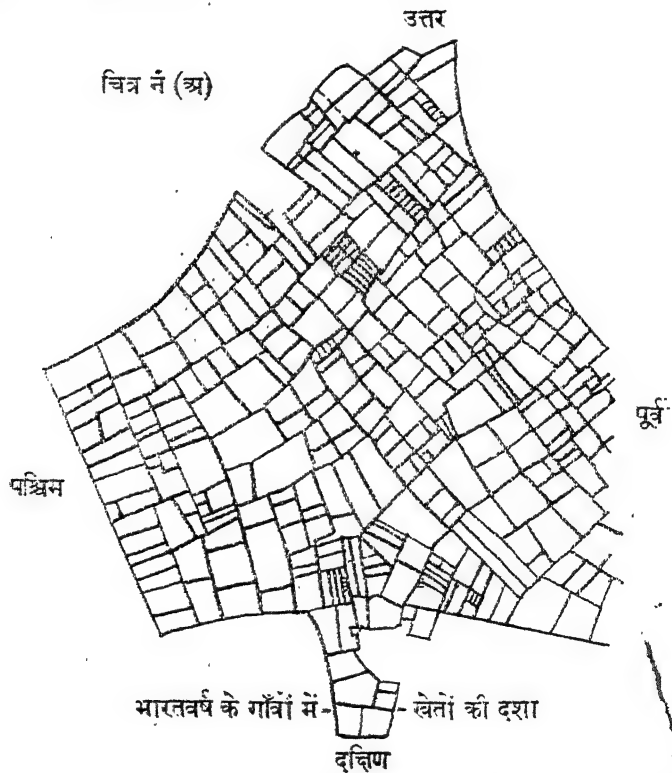 उत्तर
चित्र नं (अ)
पूर्व
पश्चिम
भारतवर्ष के गाँवों में - - खेतों की दशा
दक्षिण